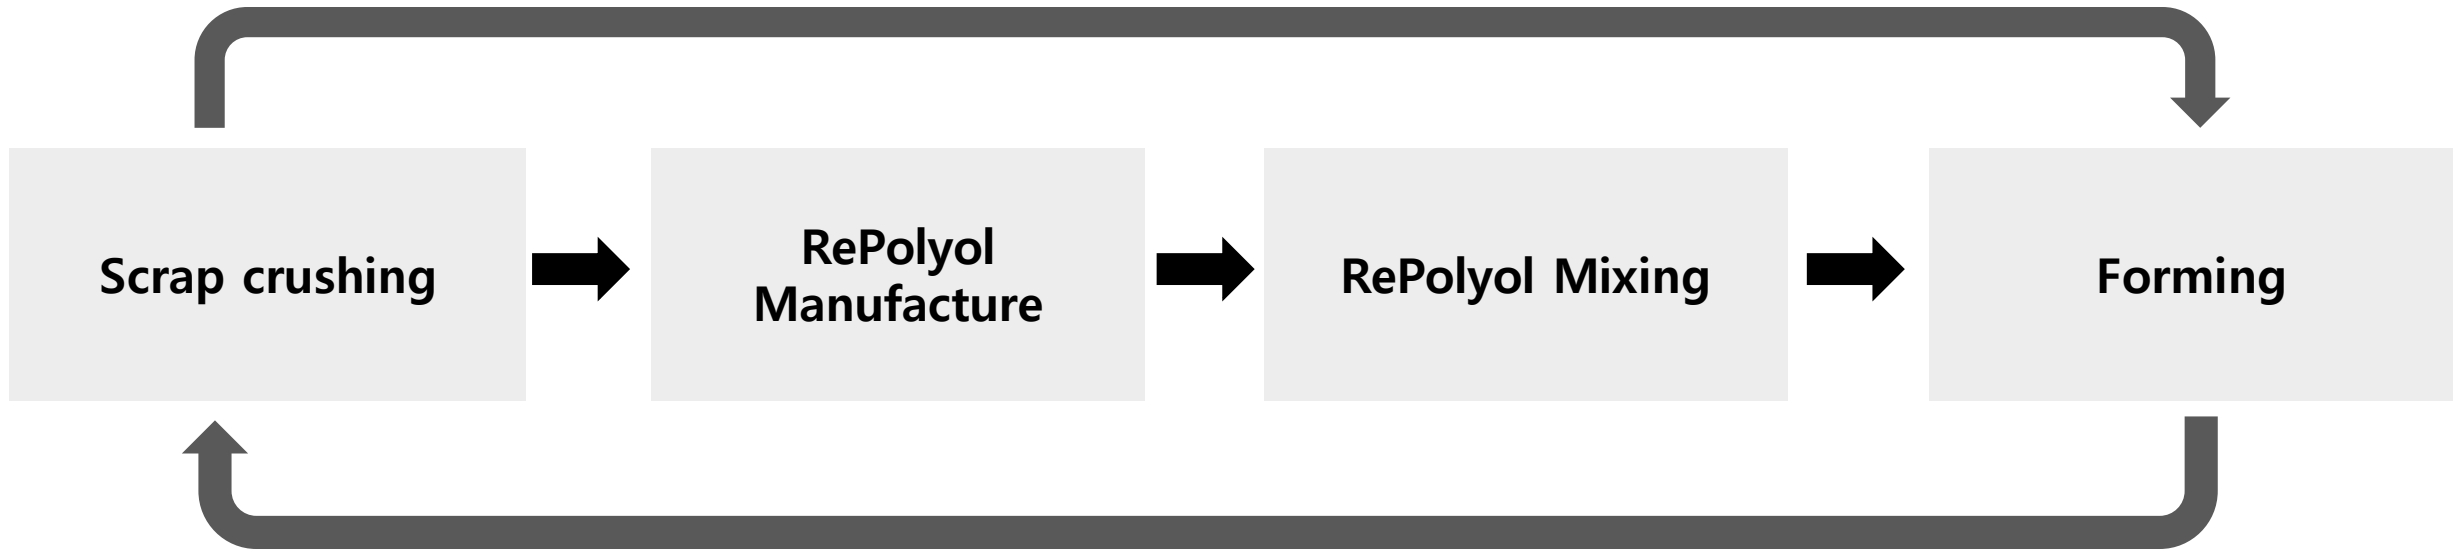 Scrap crushing
RePolyol
Manufacture
RePolyol Mixing
Forming